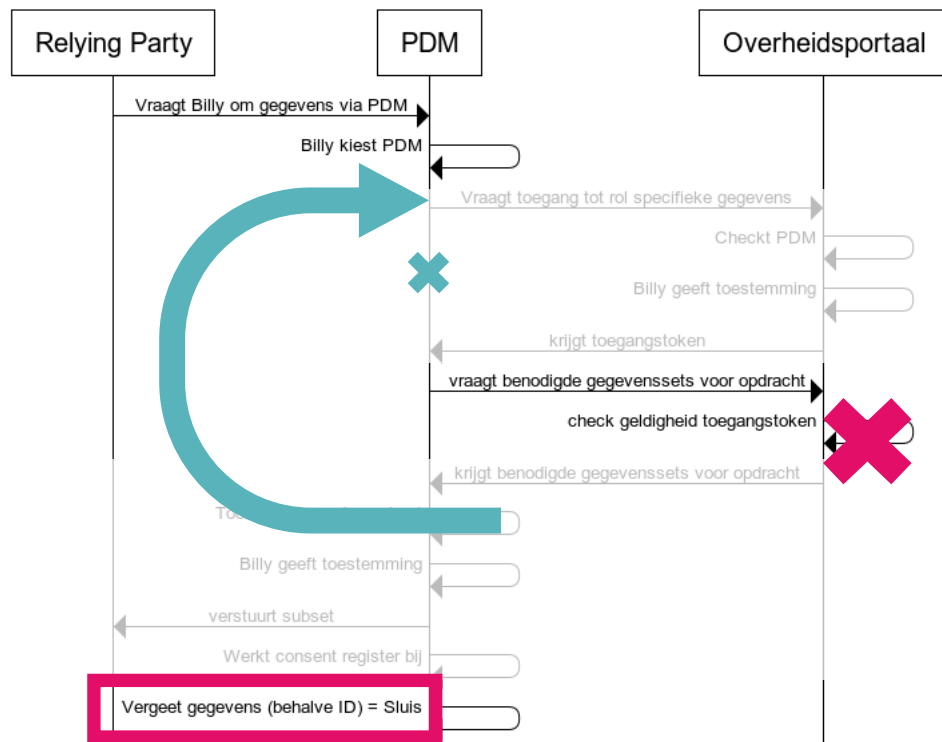 Relying Party
PDM
Overheidsportaal
Vraagt Billy om gegevens via PDM
Billy kiest PDM
Vraagt toegang tot rol specifieke gegevens
Checkt PDM
Billy geeft toestemming
krijgt toegangstoken
vraagt benodigde gegevenssets voor opdracht
check geldigheid toegangstoken
krijgt benodigde gegevenssets voor opdracht
Billy geeft toestemming
verstuurt subset
Werkt consent register bij
Vergeet gegevens (behalve ID) = Sluis